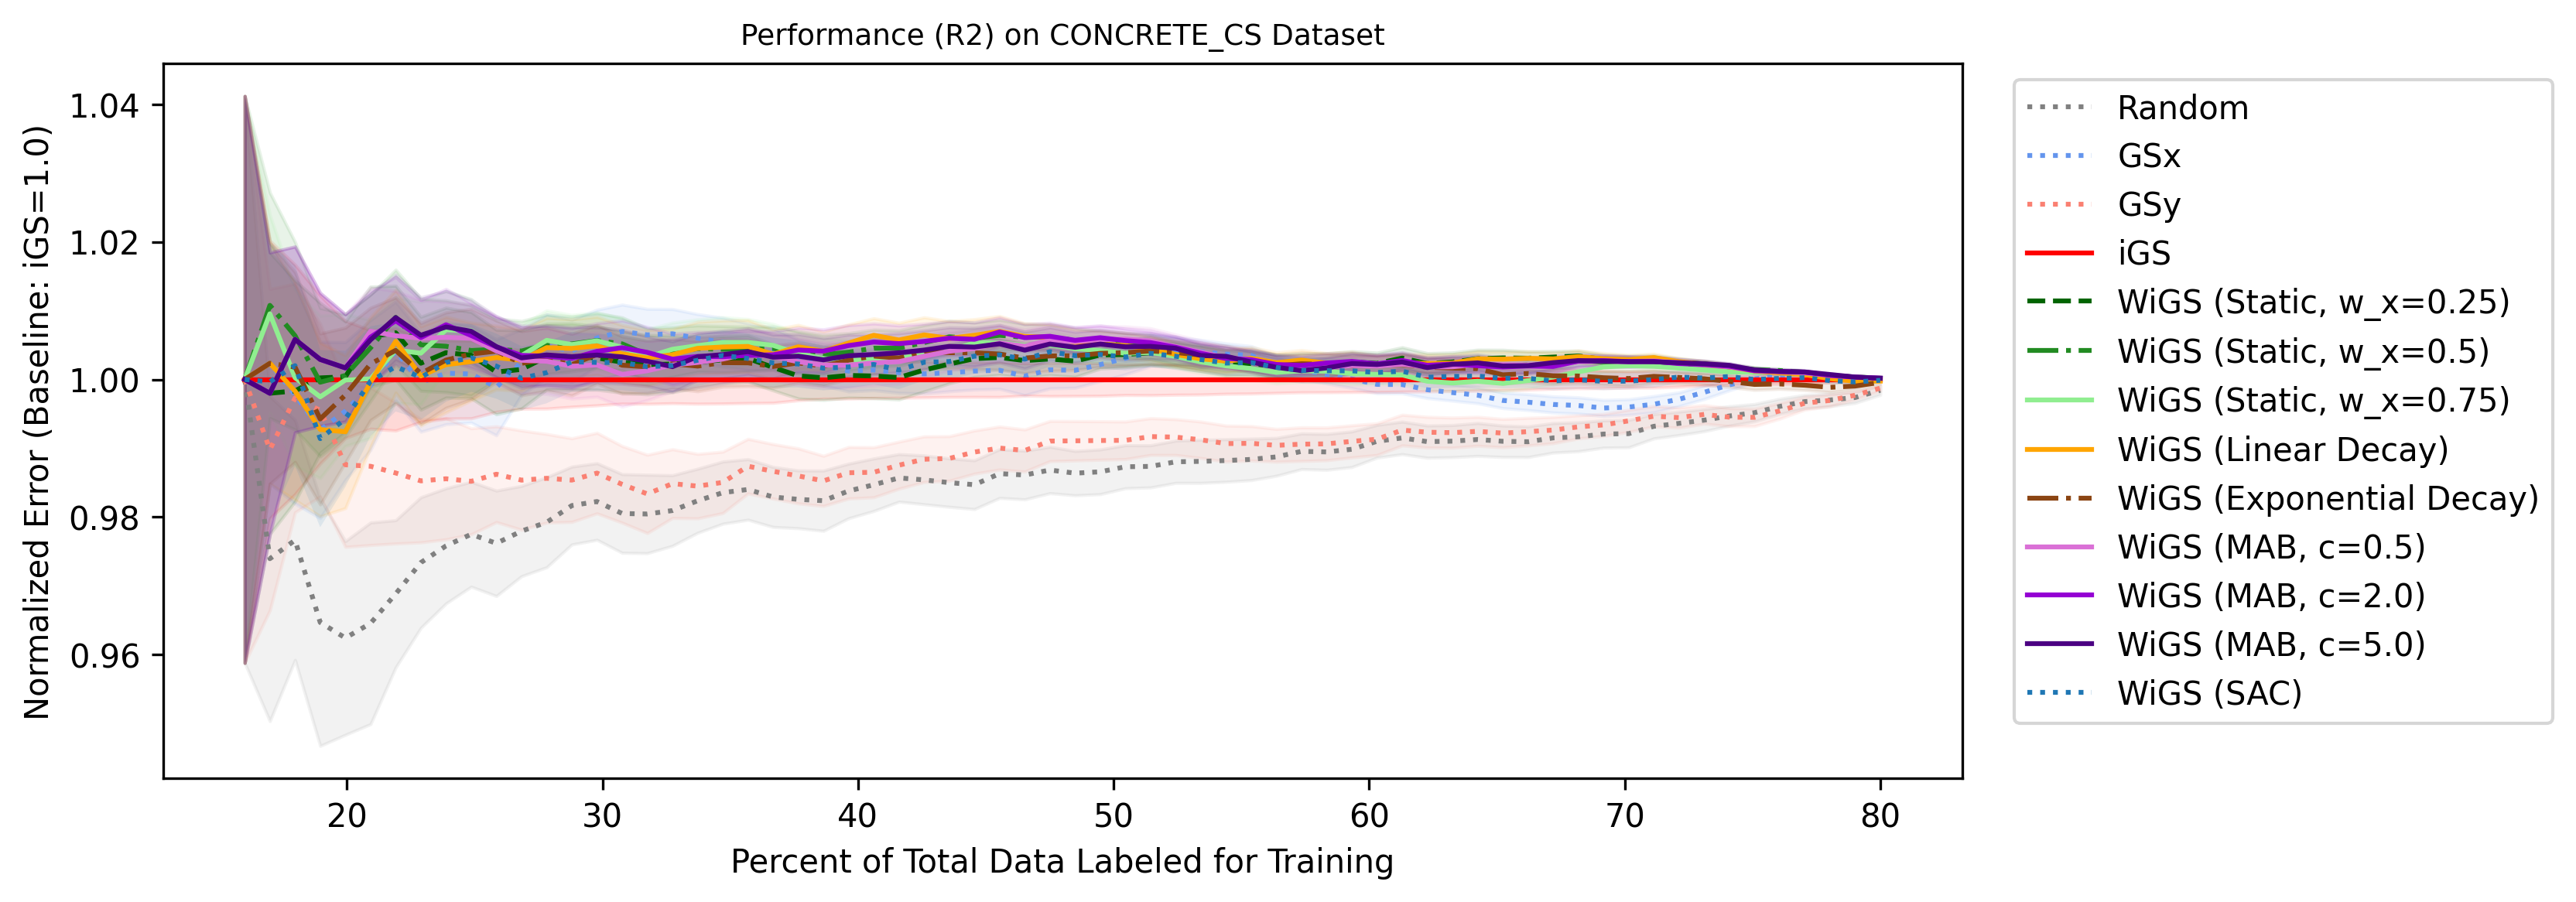 Performance (R2) on CONCRETE_CS Dataset
Normalized Error (Baseline: iGS=1.0)
1.04
1.02
1.00
0.98
0.96
20
30
40
50
60
70
80
Percent of Total Data Labeled for Training
Random
GSx
GSy
iGS
WiGS (Static, w_x=0.25)
WiGS (Static, w_x=0.5)
WiGS (Static, w_x=0.75)
WiGS (Linear Decay)
WiGS (Exponential Decay)
WiGS (MAB, c=0.5)
WiGS (MAB, c=2.0)
WiGS (MAB, c=5.0)
WiGS (SAC)